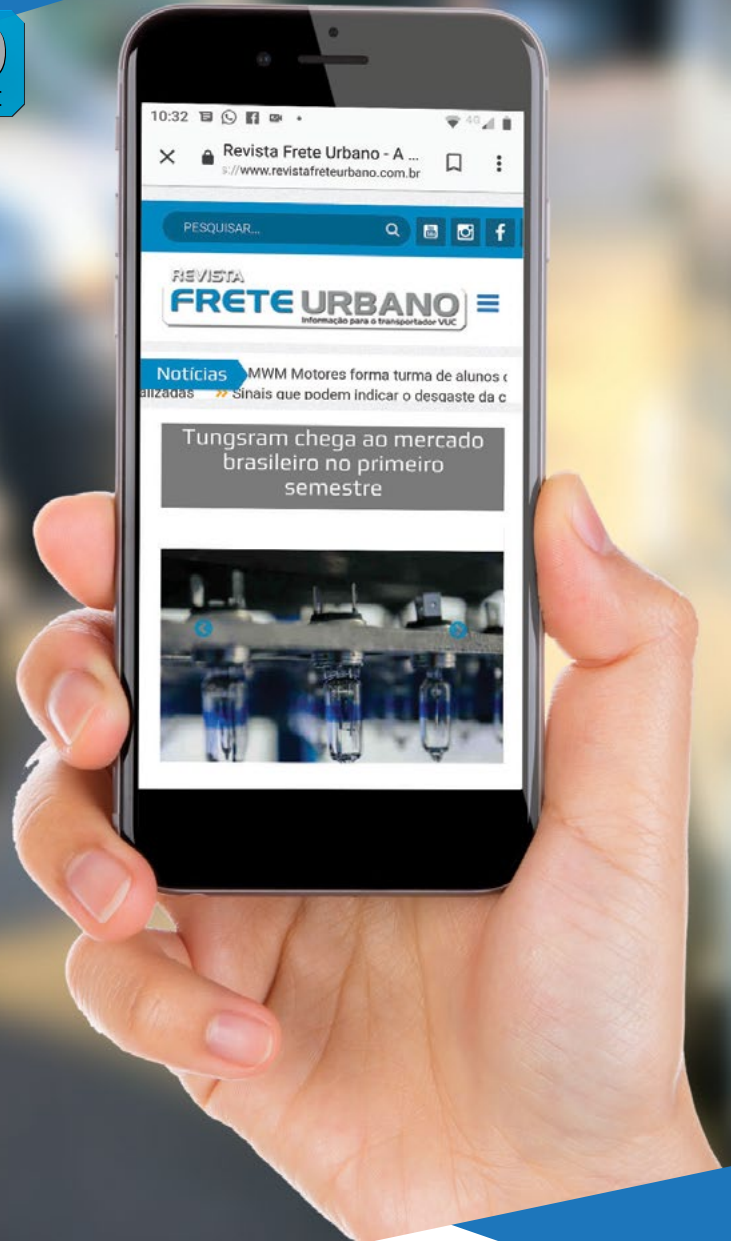 10:32
4G
Revista Frete Urbano - A ...
s://www.revistafreteurbano.com.br
PESQUISAR...
REVISTA
FRETE URBANO
Informação para o transportador VUC
Notícias
MWM Motores forma turma de alunos
alizadas » Sinais que podem indicar o desgaste da c
Tungsram chega ao mercado
brasileiro no primeiro
semestre